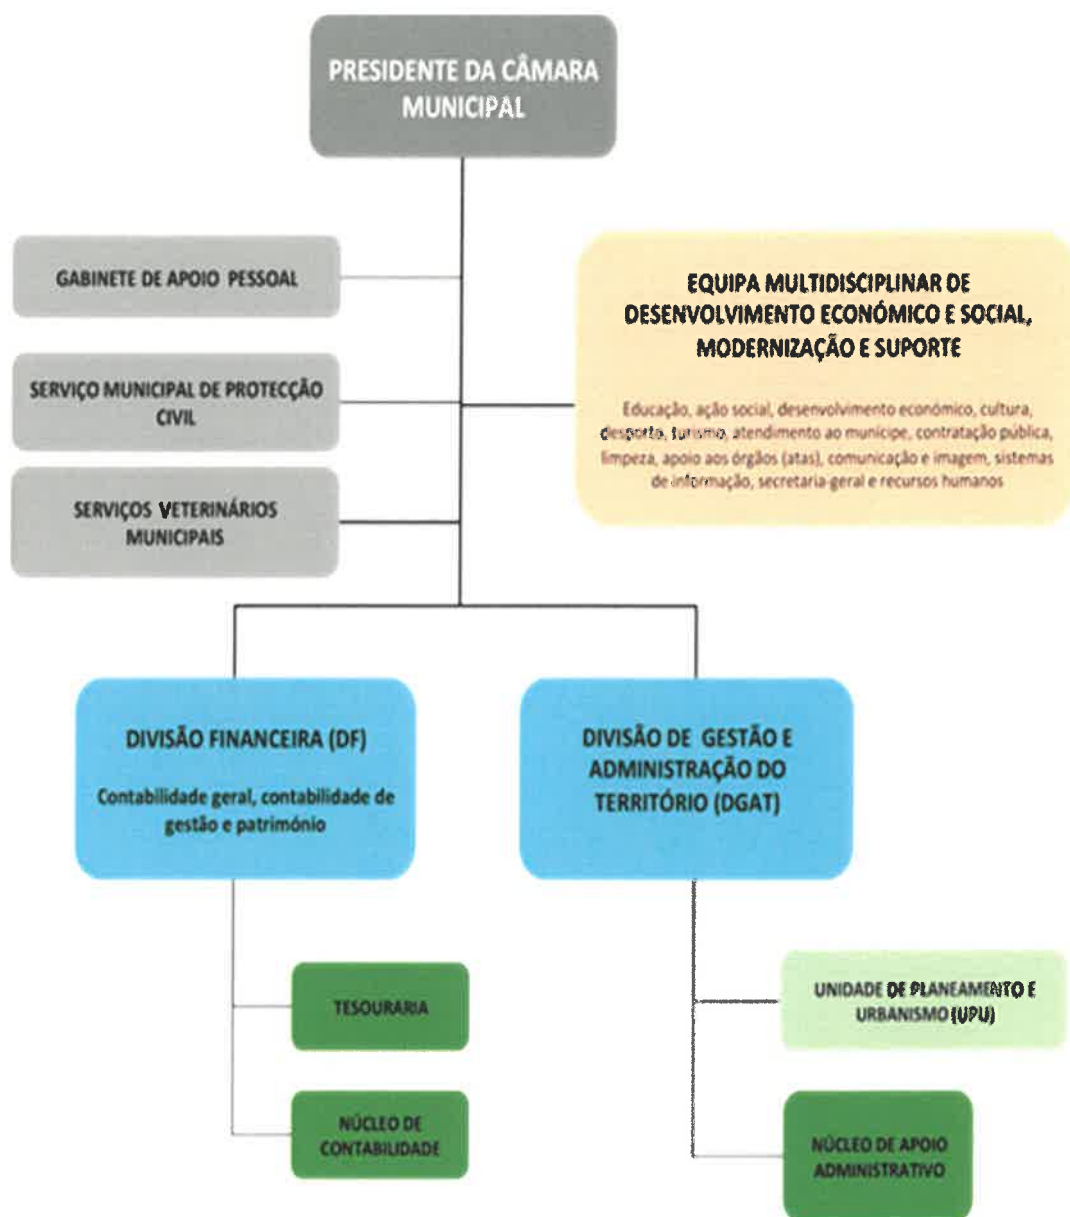 PRESIDENTE DA CÂMARA
MUNICIPAL
GABINETE DE APOIO PESSOAL
SERVIÇO MUNICIPAL DE PROTECÇÃO
CIVIL
SERVIÇOS VETERINÁRIOS
MUNICIPAIS
EQUIPA MULTIDISCIPLINAR DE
DESENVOLVIMENTO ECONÓMICO E SOCIAL,
MODERNIZAÇÃO E SUPORTE
Educação, ação social, desenvolvimento económico, cultura,
desporto, turismo, atendimento ao munícipe, contratação pública,
limpeza, apoio aos órgãos (atas), comunicação e imagem, sistemas
de informação, secretaria-geral e recursos humanos
DIVISÃO FINANCEIRA (DF)
Contabilidade geral, contabilidade de
gestão e património
DIVISÃO DE GESTÃO E
ADMINISTRAÇÃO DO
TERRITÓRIO (DGAT)
TESOURARIA
NÚCLEO DE
CONTABILIDADE
UNIDADE DE PLANEAMENTO E
URBANISMO (UPU)
NÚCLEO DE APOIO
ADMINISTRATIVO